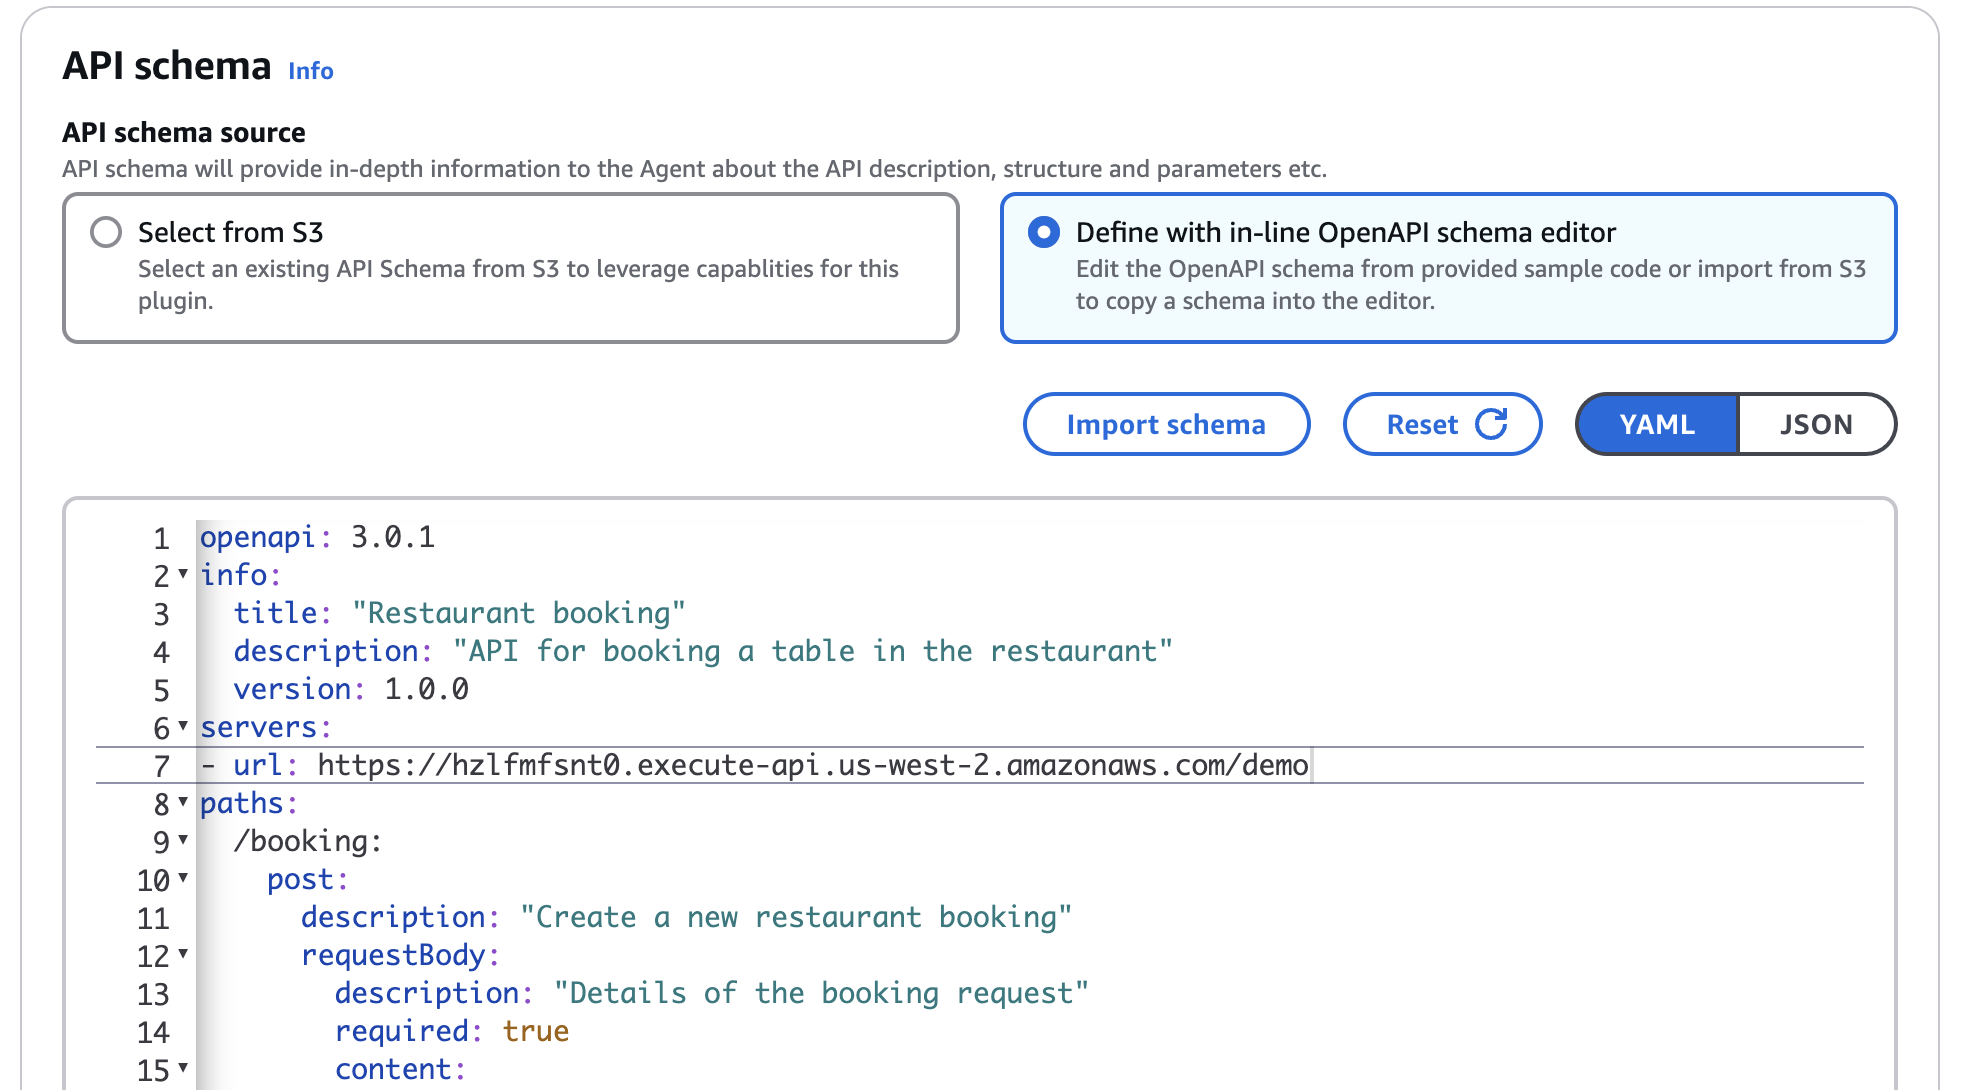 API schema Info
API schema source
API schema will provide in-depth information to the Agent about the API description, structure and parameters etc.
Select from S3
Select an existing API Schema from S3 to leverage capablities for this
plugin.
Define with in-line OpenAPI schema editor
Edit the OpenAPI schema from provided sample code or import from S3
to copy a schema into the editor.
Import schema
Reset
YAML
JSON
1 openapi: 3.0.1
2 info:
3 title: "Restaurant booking"
4 description: "API for booking a table in the restaurant"
5 version: 1.0.0
6 servers:
7 - url: https://hzlfmfsnt0.execute-api.us-west-2.amazonaws.com/demo
8 paths:
9 /booking:
10 post:
11 description: "Create a new restaurant booking"
12 requestBody:
13 description: "Details of the booking request"
14 required: true
15 content: